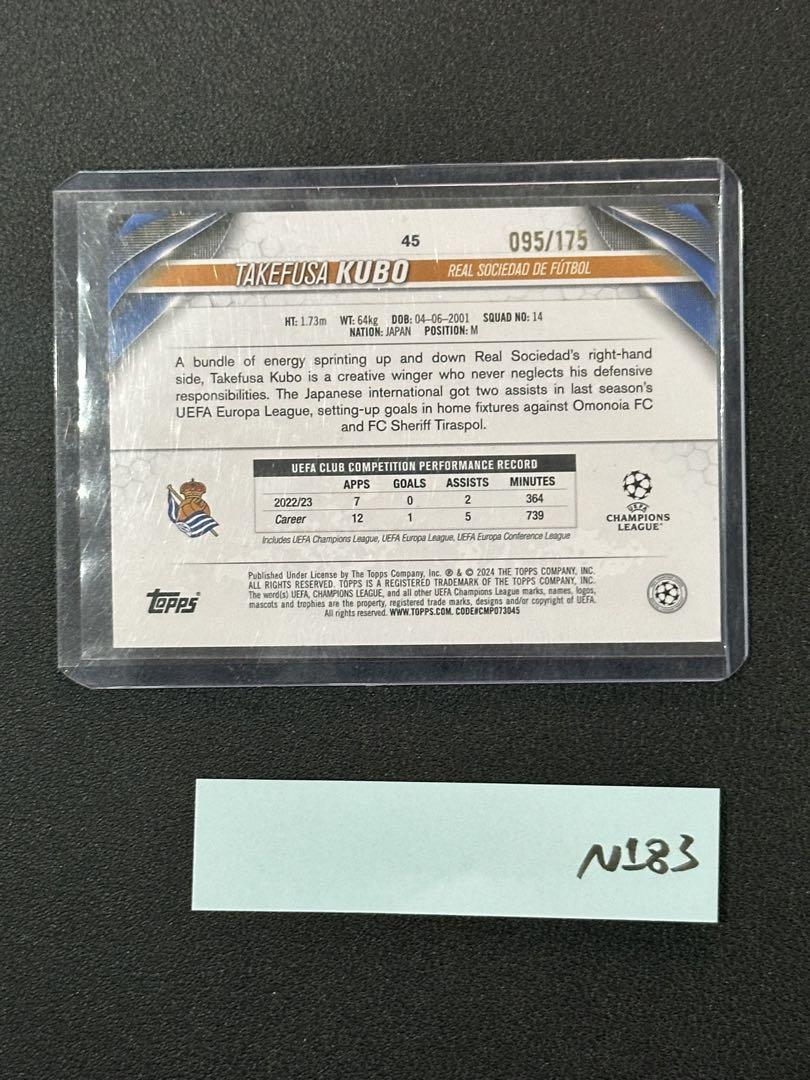 45 095/175
TAKEFUSA KUBO REAL SOCIEDAD DE FÚTBOL
HT: 1.73m WT: 64kg DOB: 04-06-2001 SQUAD NO: 14
NATION: JAPAN POSITION: M
A bundle of energy sprinting up and down Real Sociedad's right-hand
side, Takefusa Kubo is a creative winger who never neglects his defensive
responsibilities. The Japanese international got two assists in last season's
UEFA Europa League, setting-up goals in home fixtures against Omonoia FC
and FC Sheriff Tiraspol.
UEFA CLUB COMPETITION PERFORMANCE RECORD
APPS GOALS ASSISTS MINUTES
2022/23 7 0 2 364
Career 12 1 5 739
Includes UEFA Champions League, UEFA Europa League, UEFA Europa Conference League
UEFA
CHAMPIONS
LEAGUE
Topps
Published Under License by The Topps Company, Inc. ® & © 2024 THE TOPPS COMPANY, INC.
ALL RIGHTS RESERVED. TOPPS IS A REGISTERED TRADEMARK OF THE TOPPS COMPANY, INC.
The word(s) UEFA, CHAMPIONS LEAGUE, and all other UEFA Champions League marks, names, logos,
mascots and trophies are the property, registered trade marks, designs and/or copyright of UEFA.
All rights reserved. WWW.TOPPS.COM. CODE#CMP073045
N183